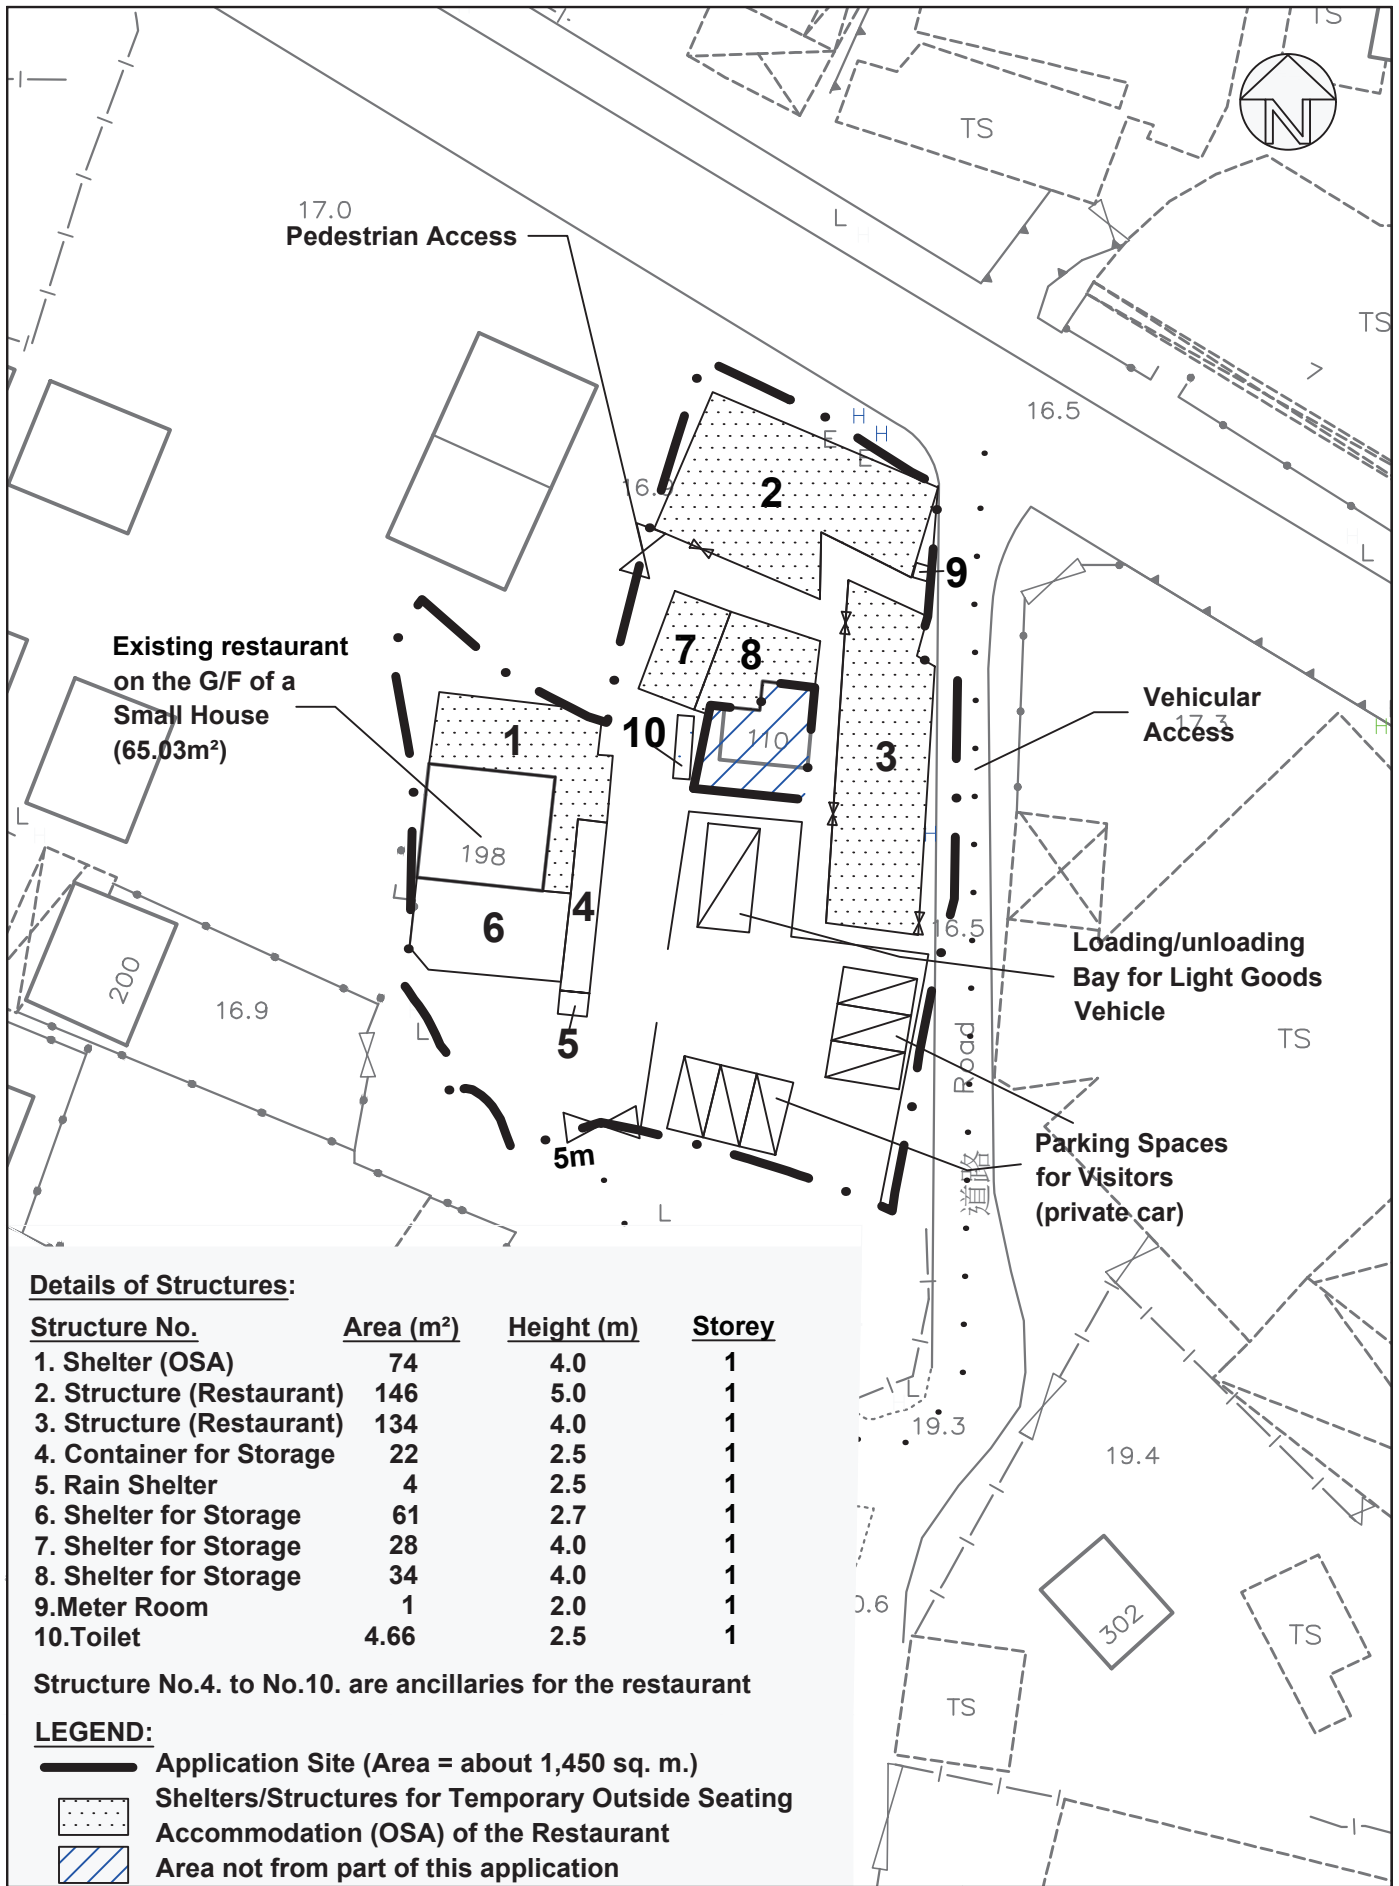 TS
N
TS
17.0
L
H
Pedestrian Access
TS
7
16.5
H
H
E
E
16.9
2
L
9
7
8
Existing restaurant
on the G/F of a
Small House
(65.03m²)
Vehicular
Access
17.3
H
1
10
110
3
L
198
L
4
6
16.5
Loading/unloading
Bay for Light Goods
Vehicle
200
16.9
L
5
Road
TS
道路
Parking Spaces
for Visitors
(private car)
5m
L
Details of Structures:
Structure No. Area (m²) Height (m) Storey
1. Shelter (OSA) 74 4.0 1
2. Structure (Restaurant) 146 5.0 1
3. Structure (Restaurant) 134 4.0 1
4. Container for Storage 22 2.5 1
5. Rain Shelter 4 2.5 1
6. Shelter for Storage 61 2.7 1
7. Shelter for Storage 28 4.0 1
8. Shelter for Storage 34 4.0 1
9.Meter Room 1 2.0 1
10.Toilet 4.66 2.5 1
Structure No.4. to No.10. are ancillaries for the restaurant
L
19.3
19.4
0.6
302
TS
TS
LEGEND:
Application Site (Area = about 1,450 sq. m.)
Shelters/Structures for Temporary Outside Seating
Accommodation (OSA) of the Restaurant
Area not from part of this application